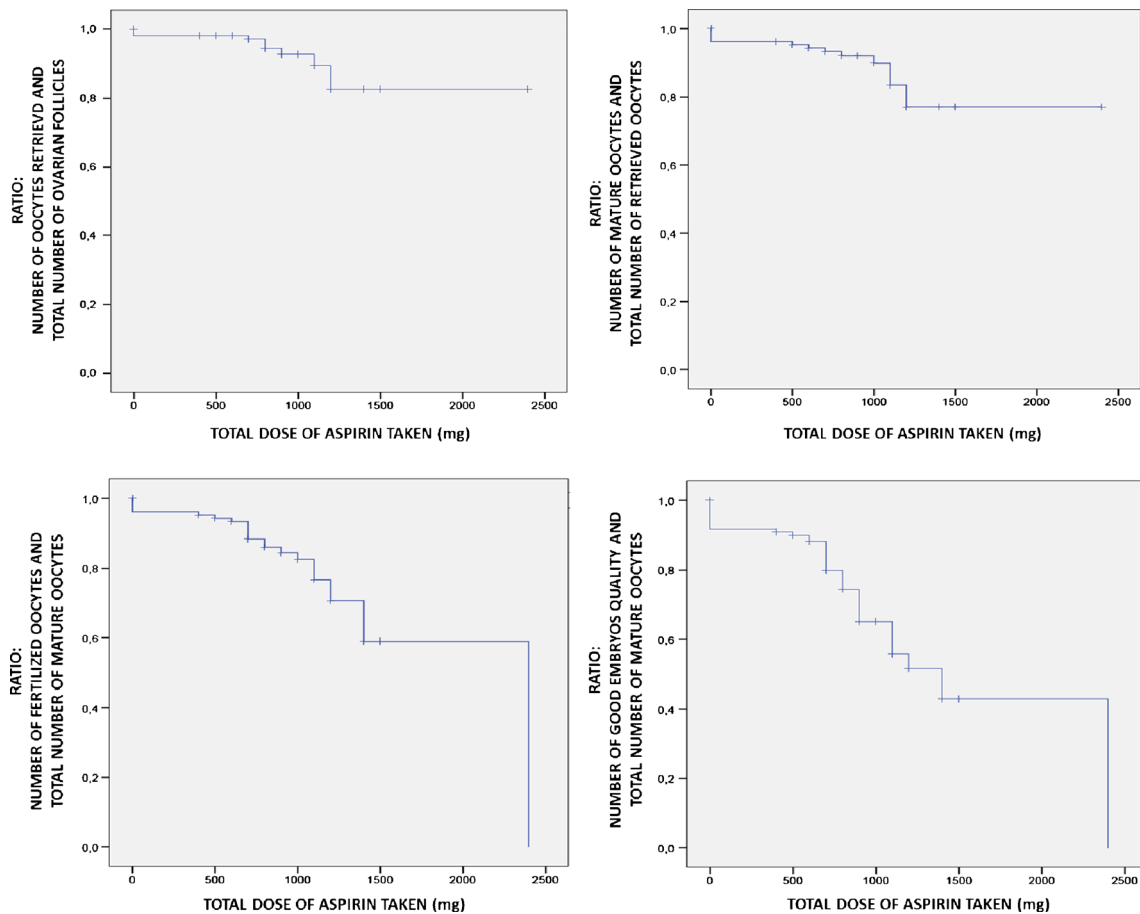 RATIO:
NUMBER OF OOCYTES RETRIEVD AND
TOTAL NUMBER OF OVARIAN FOLLICLES
1,0
0,8
0,6
0,4
0,2
0,0
0 500 1000 1500 2000 2500
TOTAL DOSE OF ASPIRIN TAKEN (mg)
RATIO:
NUMBER OF MATURE OOCYTES AND
TOTAL NUMBER OF RETRIEVED OOCYTES
1,0
0,8
0,6
0,4
0,2
0,0
0 500 1000 1500 2000 2500
TOTAL DOSE OF ASPIRIN TAKEN (mg)
RATIO:
NUMBER OF FERTILIZED OOCYTES AND
TOTAL NUMBER OF MATURE OOCYTES
1,0
0,8
0,6
0,4
0,2
0,0
0 500 1000 1500 2000 2500
TOTAL DOSE OF ASPIRIN TAKEN (mg)
RATIO:
NUMBER OF GOOD EMBRYOS QUALITY AND
TOTAL NUMBER OF MATURE OOCYTES
1,0
0,8
0,6
0,4
0,2
0,0
0 500 1000 1500 2000 2500
TOTAL DOSE OF ASPIRIN TAKEN (mg)